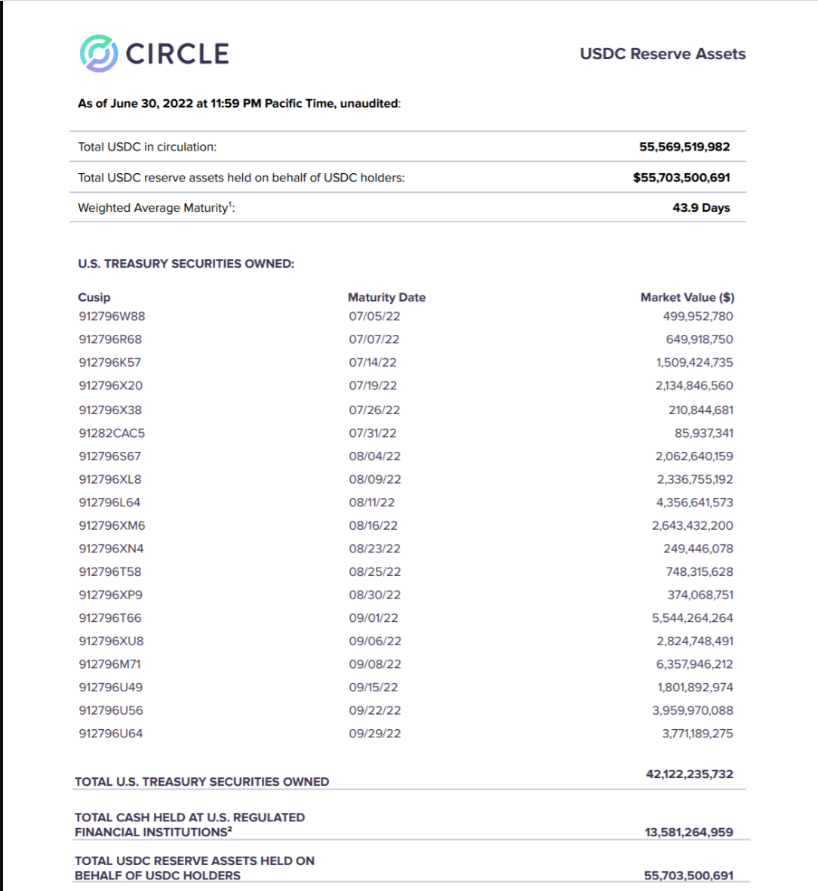 CIRCLE
USDC Reserve Assets
As of June 30, 2022 at 11:59 PM Pacific Time, unaudited:
Total USDC in circulation: 55,569,519,982
Total USDC reserve assets held on behalf of USDC holders: $55,703,500,691
Weighted Average Maturity¹: 43.9 Days
U.S. TREASURY SECURITIES OWNED:
Cusip Maturity Date Market Value ($)
912796W88 07/05/22 499,952,780
912796R68 07/07/22 649,918,750
912796K57 07/14/22 1,509,424,735
912796X20 07/19/22 2,134,846,560
912796X38 07/26/22 210,844,681
91282CAC5 07/31/22 85,937,341
912796S67 08/04/22 2,062,640,159
912796XL8 08/09/22 2,336,755,192
912796L64 08/11/22 4,356,641,573
912796XM6 08/16/22 2,643,432,200
912796XN4 08/23/22 249,446,078
912796T58 08/25/22 748,315,628
912796XP9 08/30/22 374,068,751
912796T66 09/01/22 5,544,264,264
912796XU8 09/06/22 2,824,748,491
912796M71 09/08/22 6,357,946,212
912796U49 09/15/22 1,801,892,974
912796U56 09/22/22 3,959,970,088
912796U64 09/29/22 3,771,189,275
TOTAL U.S. TREASURY SECURITIES OWNED 42,122,235,732
TOTAL CASH HELD AT U.S. REGULATED
FINANCIAL INSTITUTIONS² 13,581,264,959
TOTAL USDC RESERVE ASSETS HELD ON
BEHALF OF USDC HOLDERS 55,703,500,691